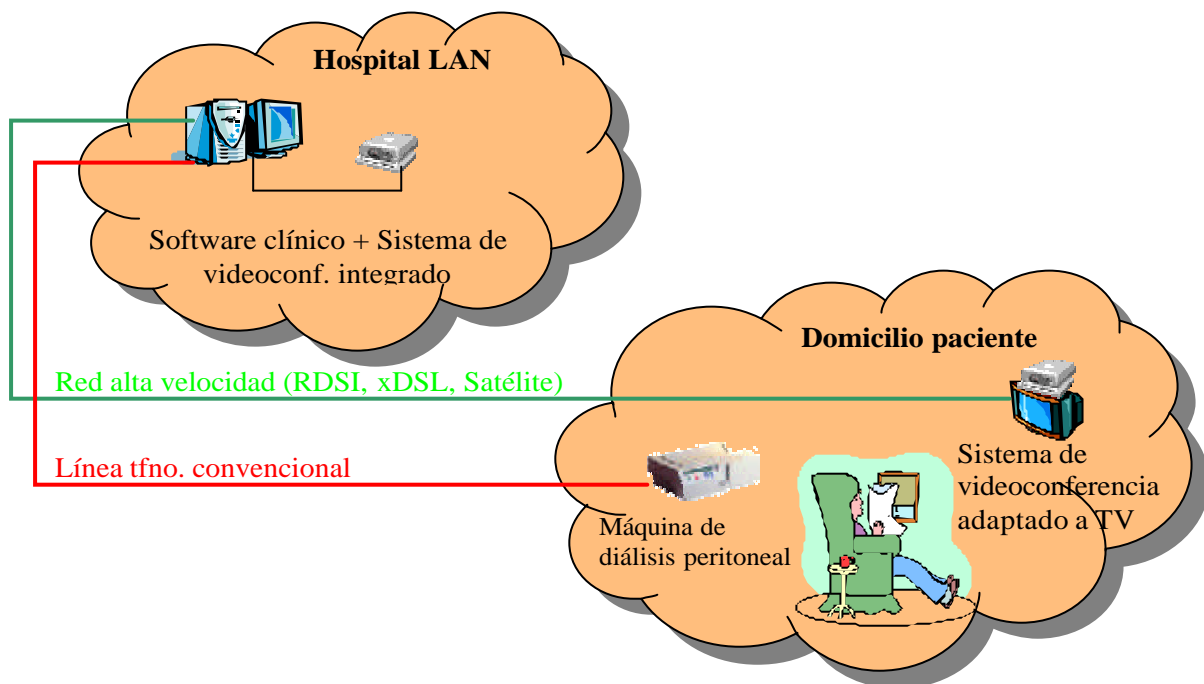 Hospital LAN
Software clínico + Sistema de
videoconf. integrado
Domicilio paciente
Red alta velocidad (RDSI, xDSL, Satélite)
Línea tfno. convencional
Máquina de
diálisis peritoneal
Sistema de
videoconferencia
adaptado a TV